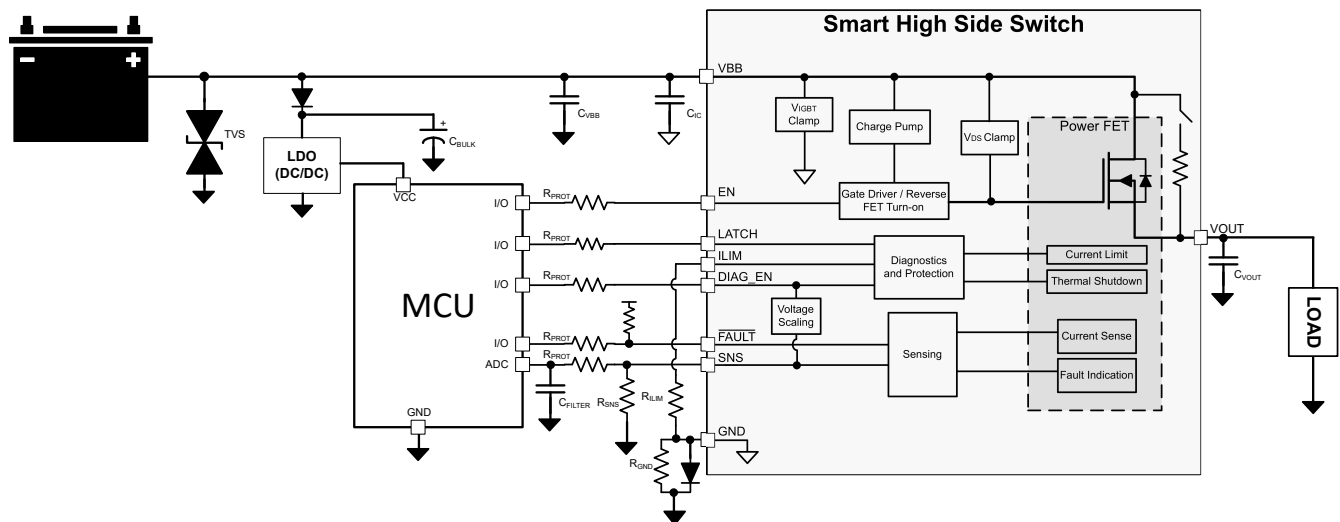 Smart High Side Switch
VBB
TVS
LDO
(DC/DC)
CBULK
CVBB
CIC
VIGBT
Clamp
Charge Pump
VDS Clamp
Power FET
VCC
I/O
RPROT
EN
Gate Driver / Reverse
FET Turn-on
I/O
RPROT
LATCH
ILIM
VOUT
I/O
RPROT
DIAG_EN
Diagnostics
and Protection
Current Limit
Thermal Shutdown
CVOUT
MCU
Voltage
Scaling
LOAD
I/O
RPROT
FAULT
Sensing
Current Sense
ADC
RPROT
SNS
Fault Indication
CFILTER
RSNS
RILIM
GND
GND
RGND